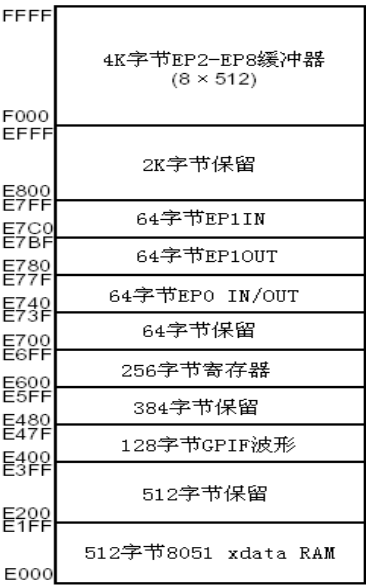 FFFF
4K字节EP2-EP8缓冲器
(8 × 512)
F000
EFFF
2K字节保留
E800
E7FF
64字节EP1IN
E7C0
E7BF
64字节EP1OUT
E780
E77F
64字节EP0 IN/OUT
E740
E73F
64字节保留
E700
E6FF
256字节寄存器
E600
E5FF
384字节保留
E480
E47F
128字节GPIF波形
E400
E3FF
512字节保留
E200
E1FF
512字节8051 xdata RAM
E000